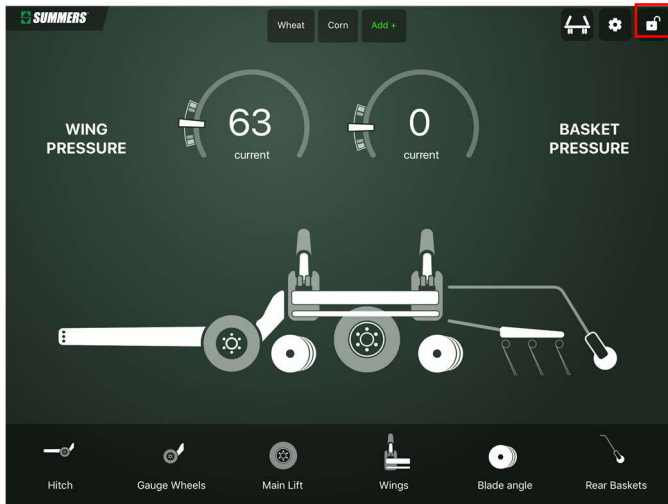 SUMMERS
Wheat Corn Add +
WING
PRESSURE
63
current
0
current
BASKET
PRESSURE
Hitch Gauge Wheels Main Lift Wings Blade angle Rear Baskets